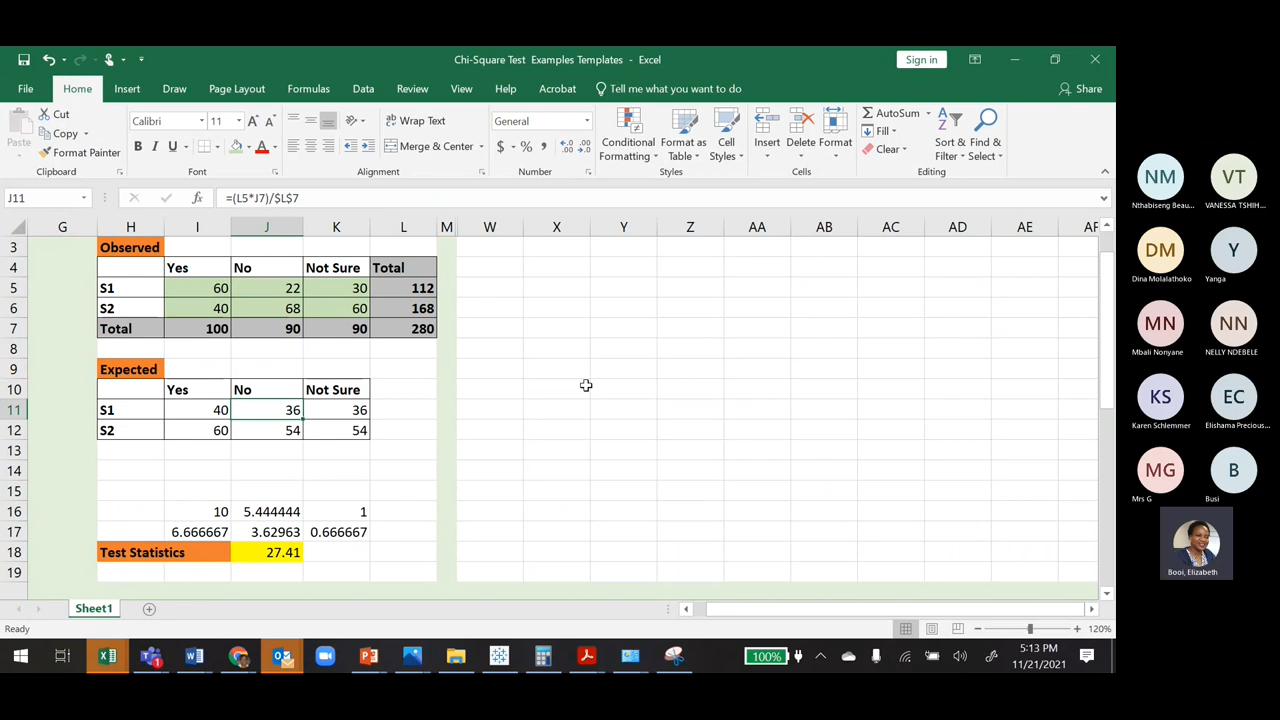 Chi-Square Test Examples Templates - Excel
Sign in
File Home Insert Draw Page Layout Formulas Data Review View Help Acrobat Tell me what you want to do Share
Paste
Cut
Copy
Format Painter
Clipboard
Calibri 11
B I U
Font
Wrap Text
Merge & Center
Alignment
General
$ % ,
Number
Conditional Formatting
Format as Table
Cell Styles
Styles
Insert Delete Format
Cells
AutoSum
Fill
Clear
Sort & Filter
Find & Select
Editing
J11 fx =(L5*J7)/$L$7
G H I J K L M W X Y Z AA AB AC AD AE AF
3 Observed
4 Yes No Not Sure Total
5 S1 60 22 30 112
6 S2 40 68 60 168
7 Total 100 90 90 280
8
9 Expected
10 Yes No Not Sure
11 S1 40 36 36
12 S2 60 54 54
13
14
15
16 10 5.444444 1
17 6.666667 3.62963 0.666667
18 Test Statistics 27.41
19
Sheet1
Ready
120%
100%
5:13 PM
11/21/2021
NM VT
Nthabiseng Beau... VANESSA TSHIH...
DM Y
Dina Molalathoko Yanga
MN NN
Mbali Nonyane NELLY NDEBELE
KS EC
Karen Schlemmer Elishama Precious...
MG B
Mrs G Busi
Booi, Elizabeth